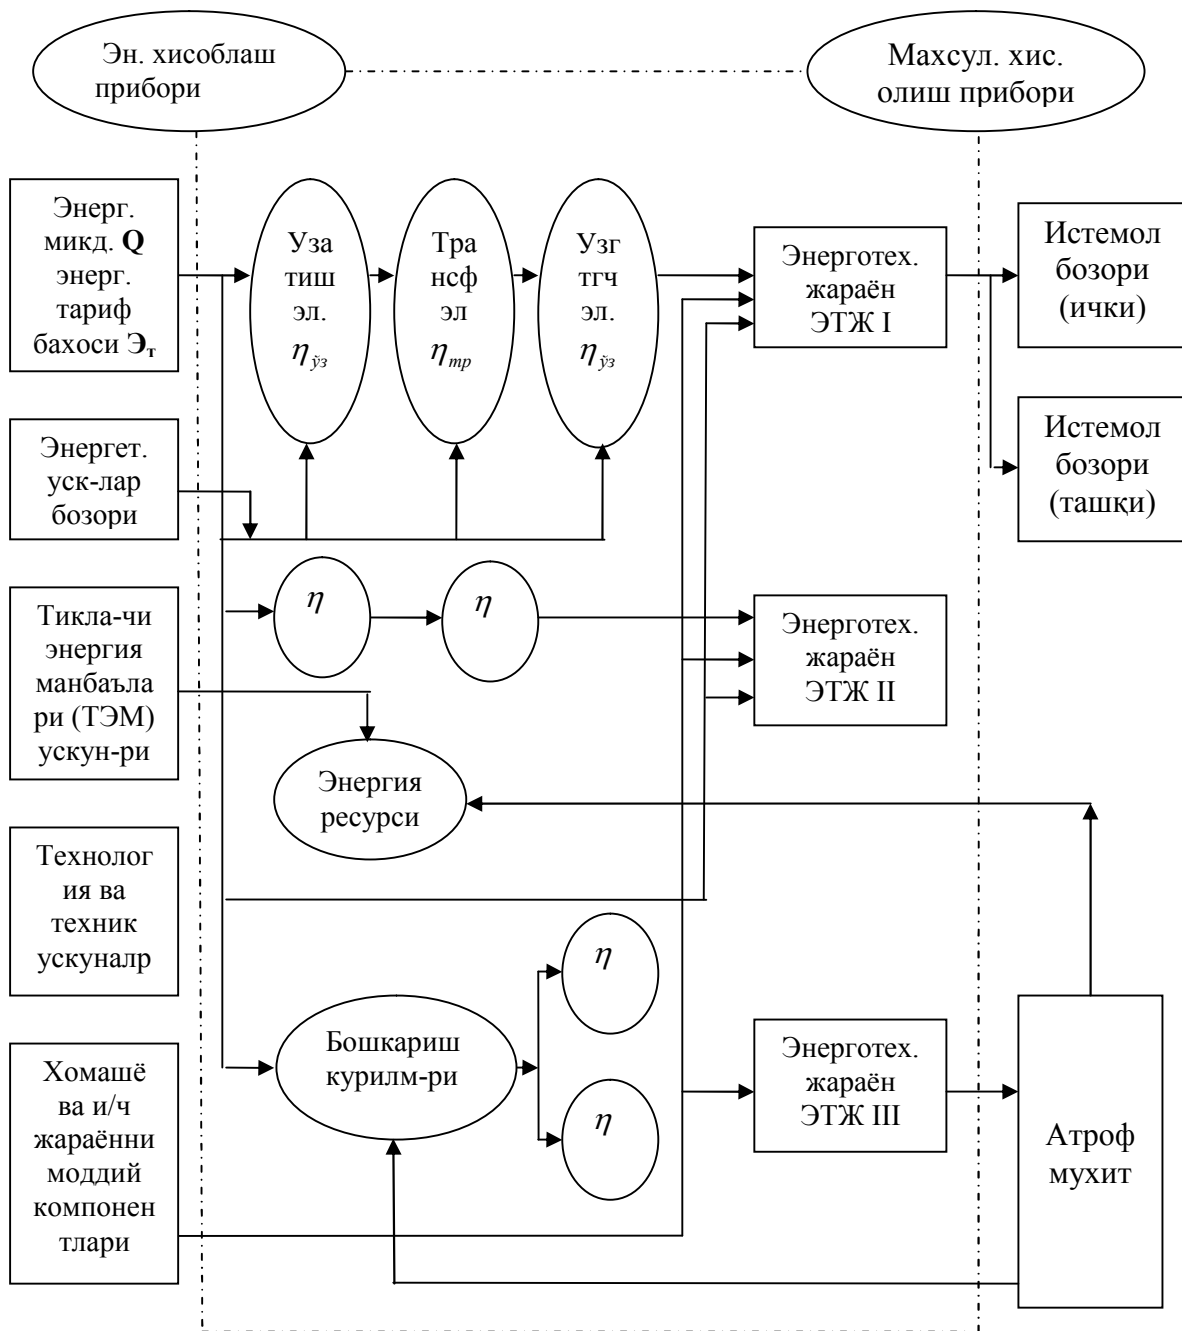 Эн. хисоблаш
прибори
Махсул. хис.
олиш прибори
Энерг.
микд. Q
энерг.
тариф
бахоси Эт
Уза
тиш
эл.
ηўз
Тра
нсф
эл
ηтр
Узг
тгч
эл.
ηўз
Энерготех.
жараён
ЭТЖ I
Истемол
бозори
(ички)
Энергет.
уск-лар
бозори
Истемол
бозори
(ташқи)
Тикла-чи
энергия
манбаъла
ри (ТЭМ)
ускун-ри
η
η
Энерготех.
жараён
ЭТЖ II
Энергия
ресурси
Технолог
ия ва
техник
ускуналр
η
Бошкариш
курилм-ри
η
Энерготех.
жараён
ЭТЖ III
Хомашё
ва и/ч
жараённи
моддий
компонен
тлари
Атроф
мухит